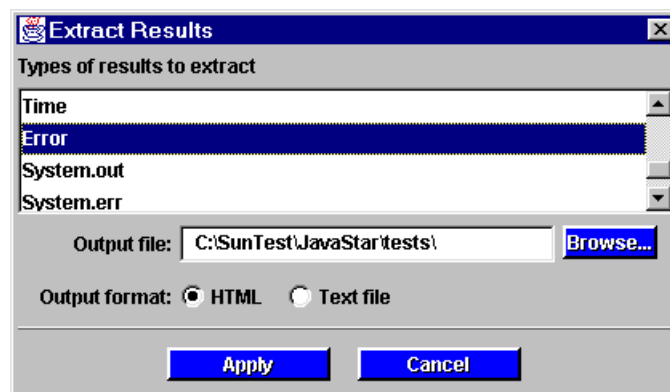 Extract Results
Types of results to extract
Time
Error
System.out
System.err
Output file: C:\SunTest\JavaStar\tests\ Browse...
Output format: HTML Text file
Apply Cancel